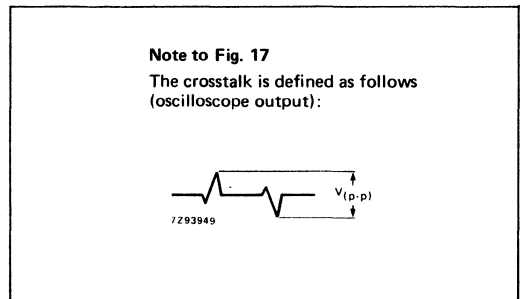 Note to Fig. 17
The crosstalk is defined as follows
(oscilloscope output):
V(p-p)
7Z93949